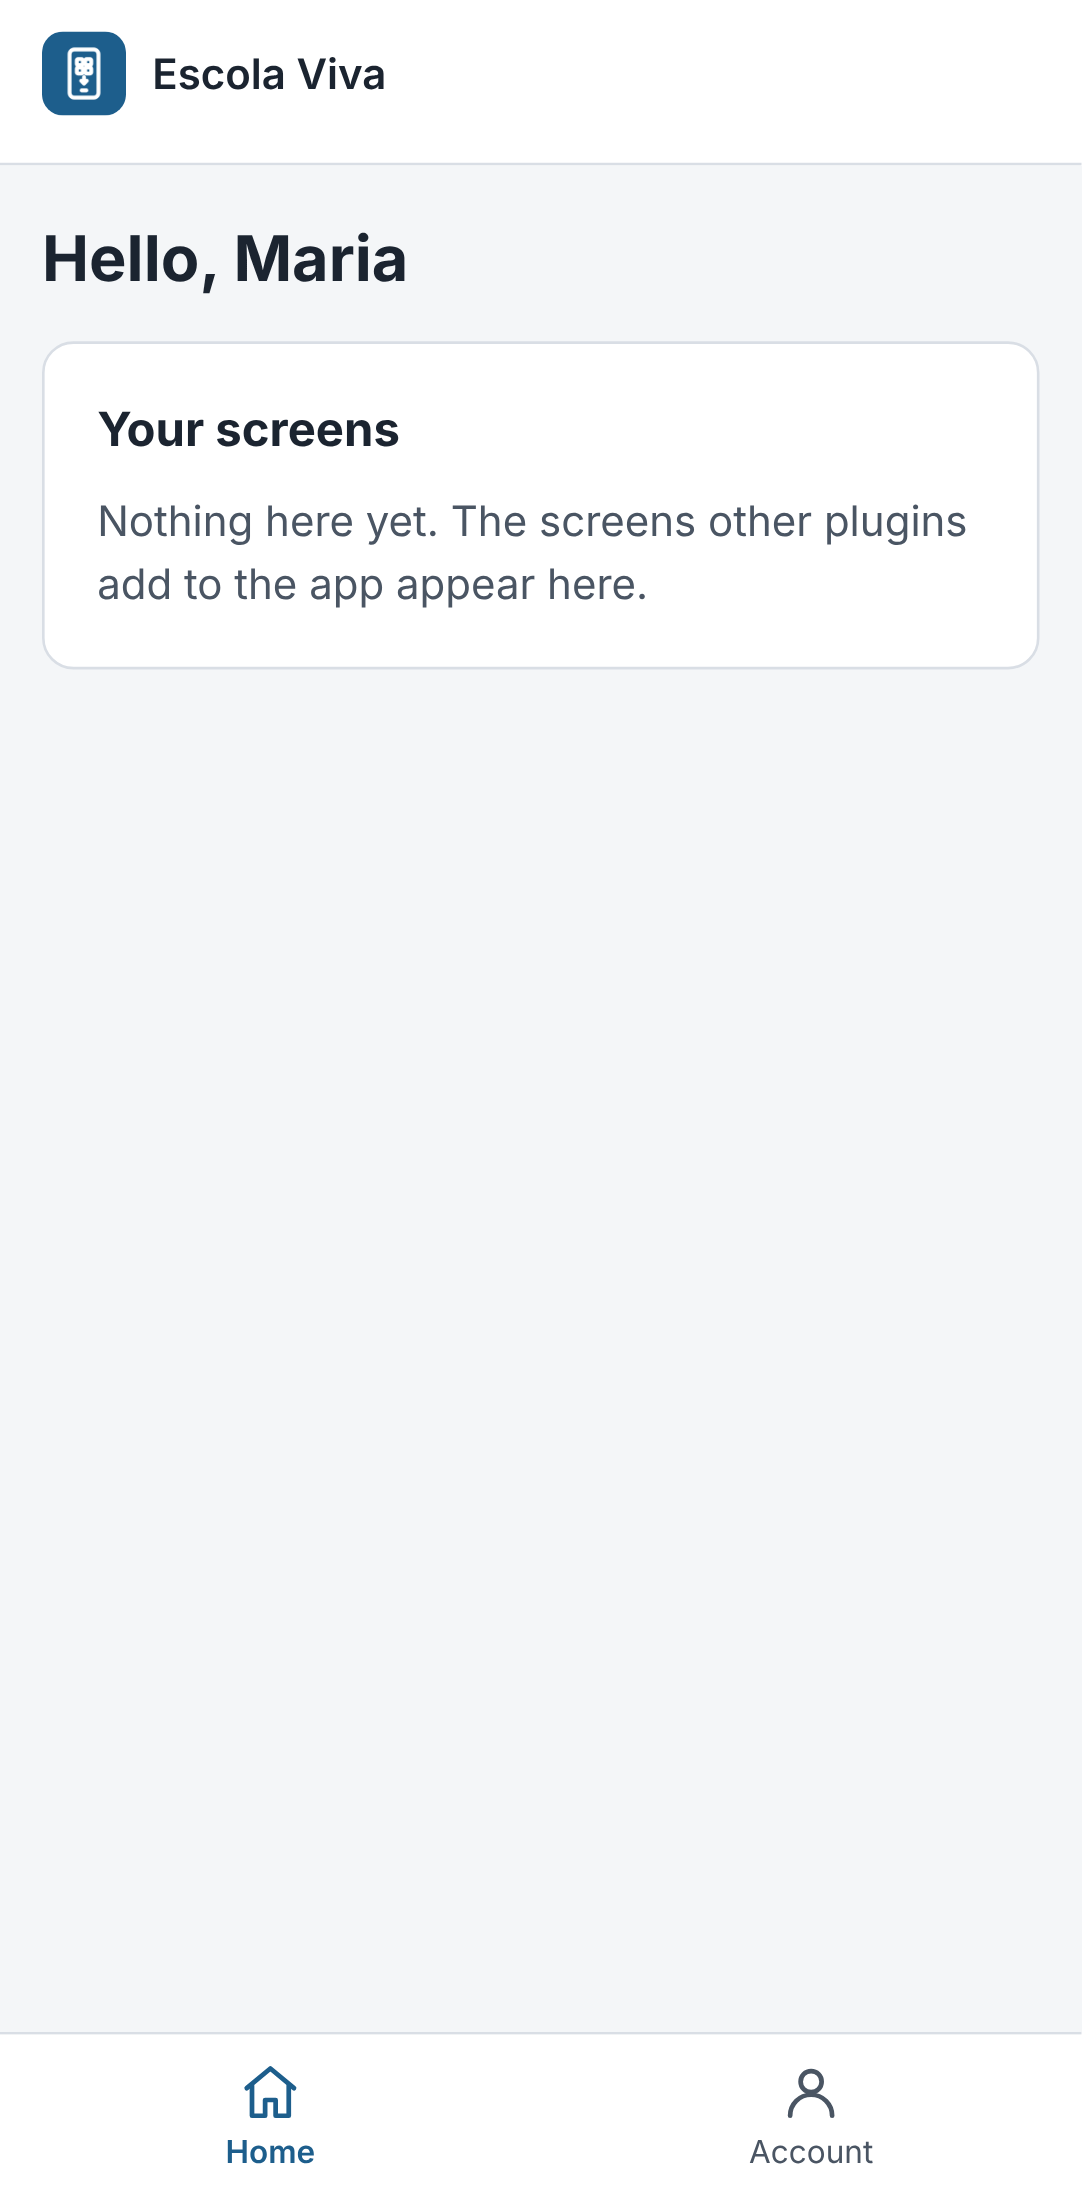 Escola Viva
Hello, Maria
Your screens
Nothing here yet. The screens other plugins
add to the app appear here.
Home
Account